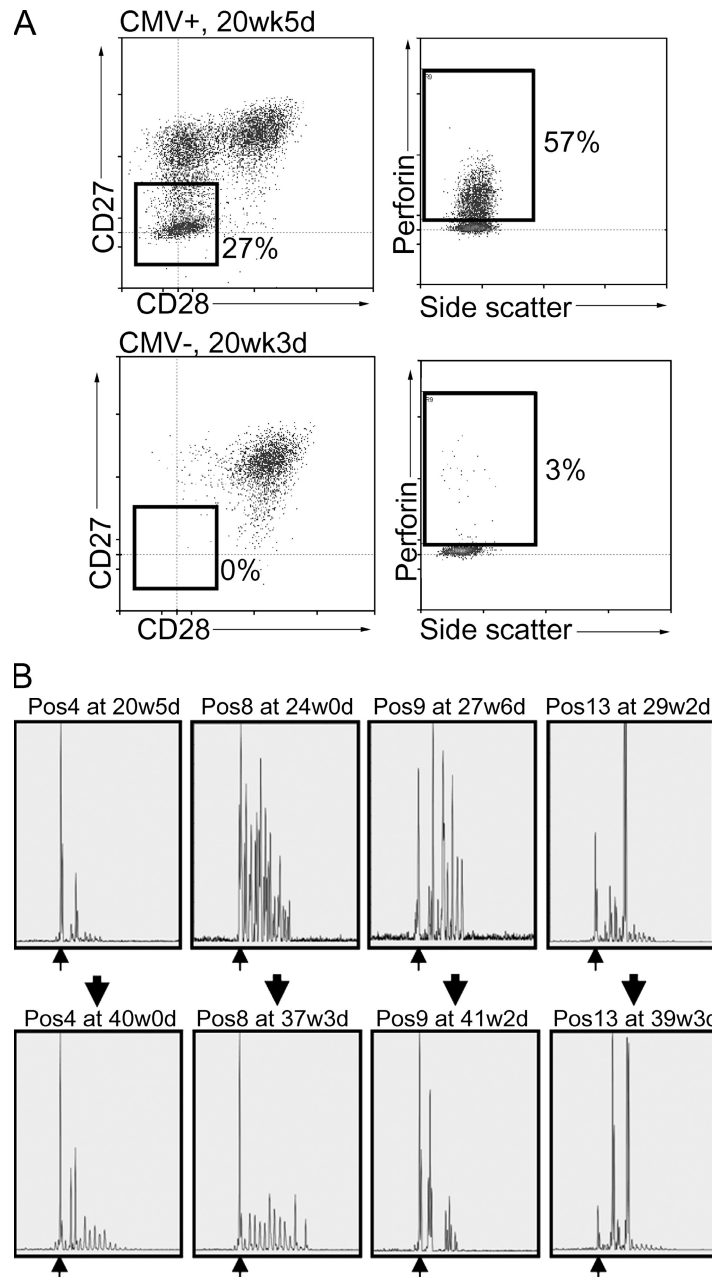 A
CMV+, 20wk5d
CD27
27%
CD28
R9
Perforin
57%
Side scatter
CMV-, 20wk3d
CD27
0%
CD28
R9
Perforin
3%
Side scatter
B
Pos4 at 20w5d Pos8 at 24w0d Pos9 at 27w6d Pos13 at 29w2d
Pos4 at 40w0d Pos8 at 37w3d Pos9 at 41w2d Pos13 at 39w3d